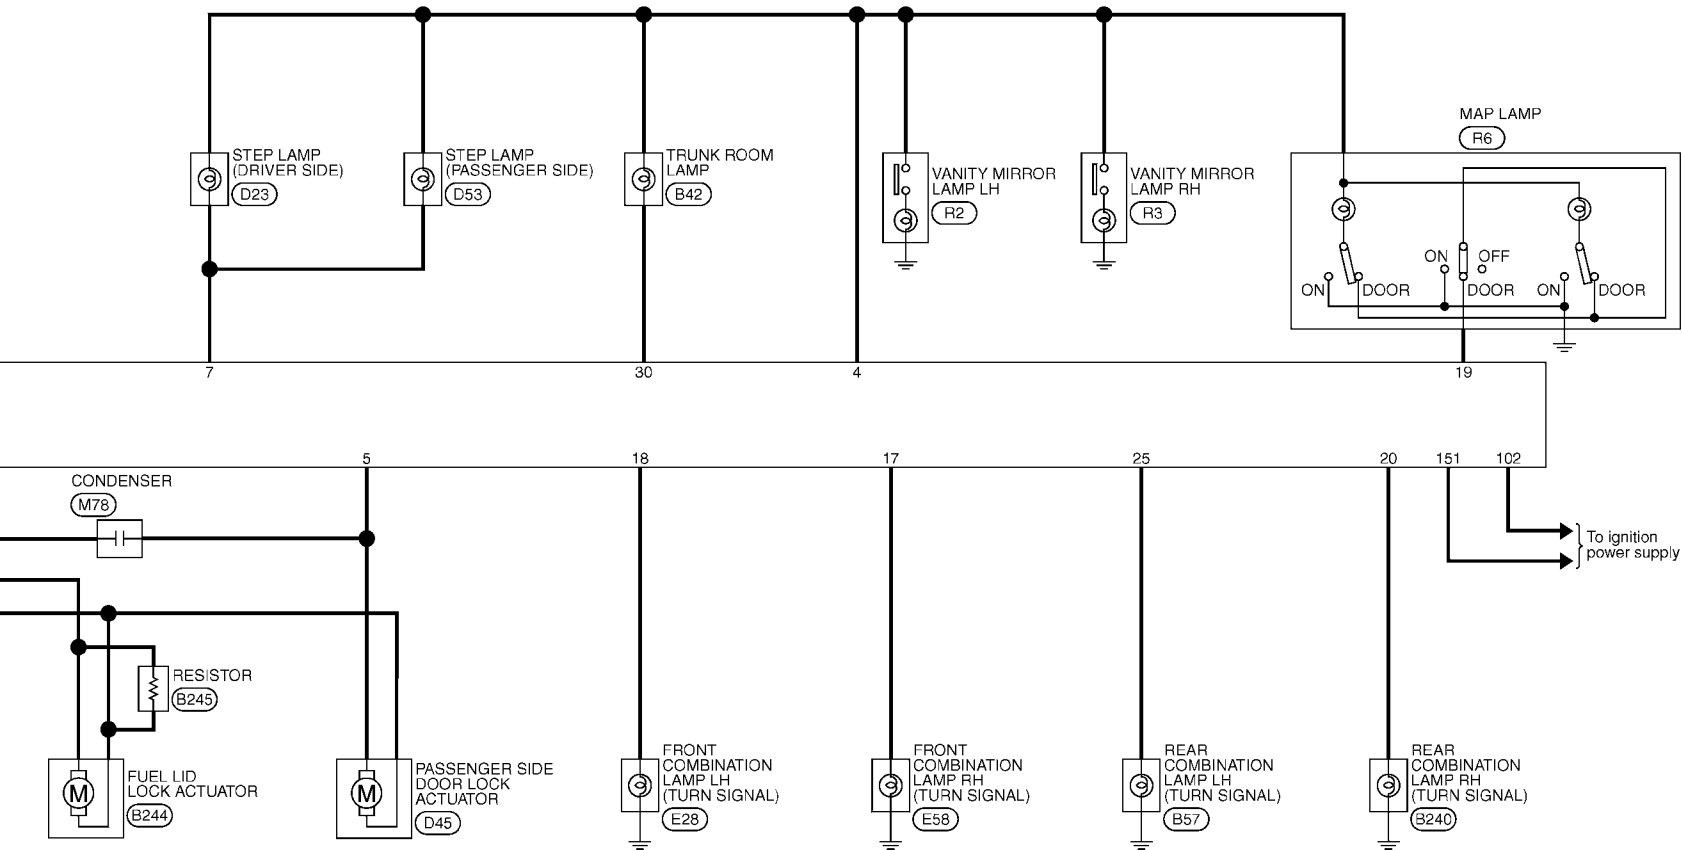 MAP LAMP
R6
STEP LAMP
(DRIVER SIDE)
D23
STEP LAMP
(PASSENGER SIDE)
D53
TRUNK ROOM
LAMP
B42
VANITY MIRROR
LAMP LH
R2
VANITY MIRROR
LAMP RH
R3
ON OFF
ON DOOR DOOR ON DOOR
7 30 4 19
5 18 17 25 20 151 102
CONDENSER
M78
To ignition
power supply
RESISTOR
B245
FUEL LID
LOCK ACTUATOR
B244
M
PASSENGER SIDE
DOOR LOCK
ACTUATOR
D45
M
FRONT
COMBINATION
LAMP LH
(TURN SIGNAL)
E28
FRONT
COMBINATION
LAMP RH
(TURN SIGNAL)
E58
REAR
COMBINATION
LAMP LH
(TURN SIGNAL)
B57
REAR
COMBINATION
LAMP RH
(TURN SIGNAL)
B240